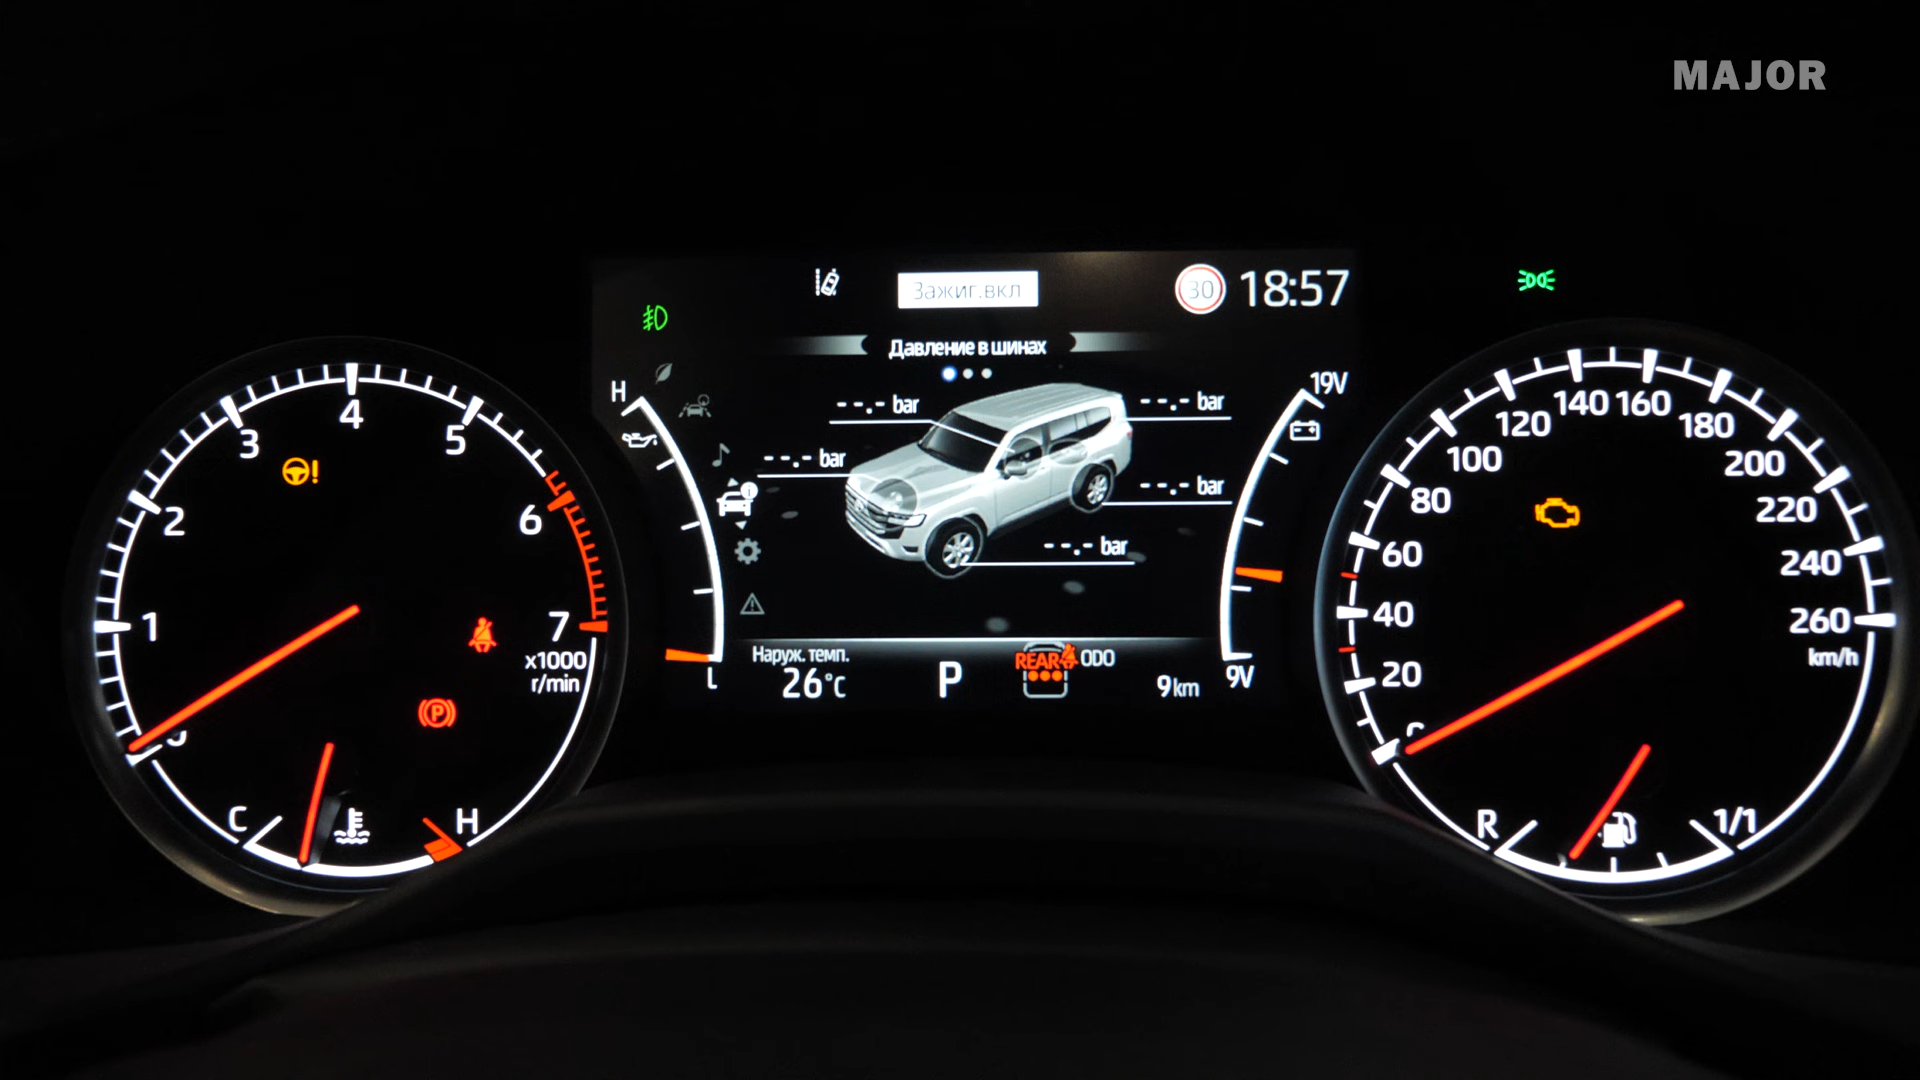 MAJOR
Зажиг.вкл
30
18:57
Давление в шинах
--.- bar
--.- bar
--.- bar
--.- bar
--.- bar
H
L
19V
9V
Наруж. темп.
26°C
P
REAR
ODO
9 km
1
2
3
4
5
6
7
x1000
r/min
P
C
H
20
40
60
80
100
120
140
160
180
200
220
240
260
km/h
R
1/1